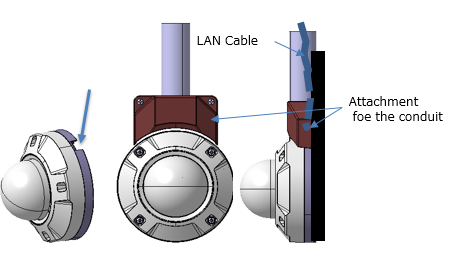 LAN Cable
Attachment
foe the conduit